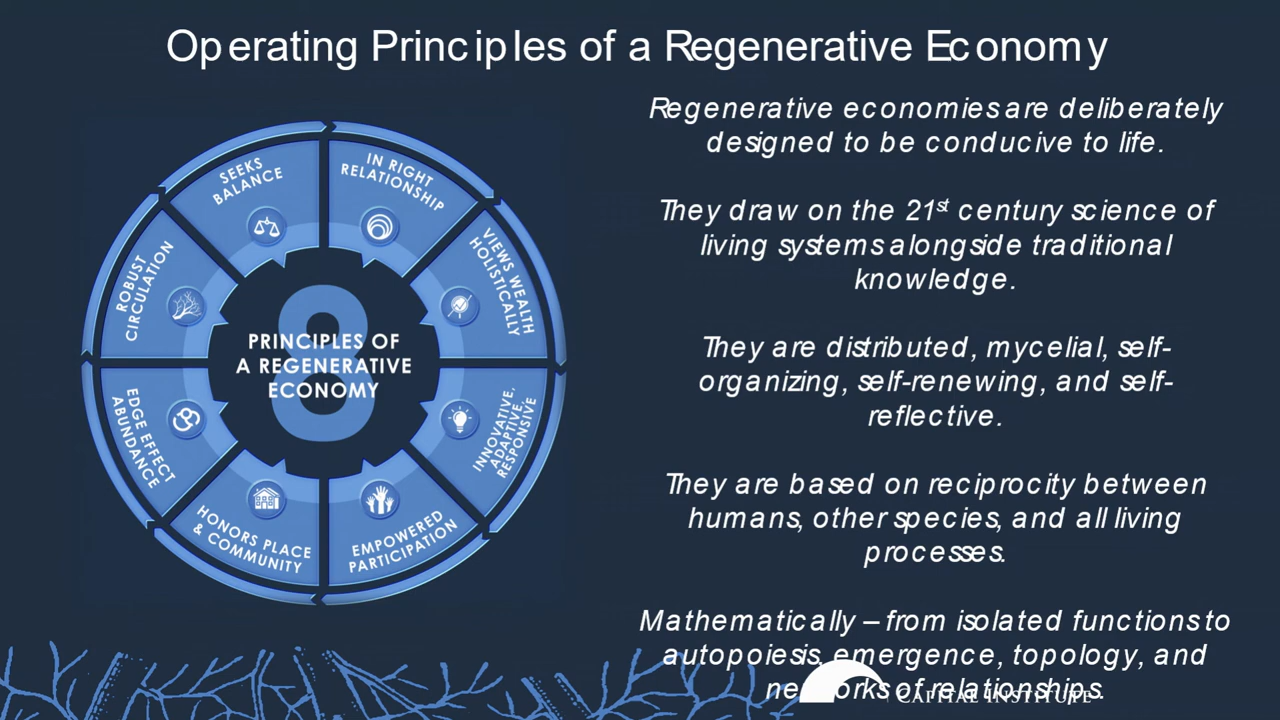 Operating Principles of a Regenerative Economy
SEEKS
BALANCE
IN RIGHT
RELATIONSHIP
VIEWS WEALTH
HOLISTICALLY
INNOVATIVE,
ADAPTIVE,
RESPONSIVE
EMPOWERED
PARTICIPATION
HONORS PLACE
& COMMUNITY
EDGE EFFECT
ABUNDANCE
ROBUST
CIRCULATION
8
PRINCIPLES OF
A REGENERATIVE
ECONOMY
Regenerative economies are deliberately
designed to be conducive to life.
They draw on the 21st century science of
living systems alongside traditional
knowledge.
They are distributed, mycelial, self-
organizing, self-renewing, and self-
reflective.
They are based on reciprocity between
humans, other species, and all living
processes.
Mathematically – from isolated functions to
autopoiesis, emergence, topology, and
networks of relationships.
CAPITAL INSTITUTE